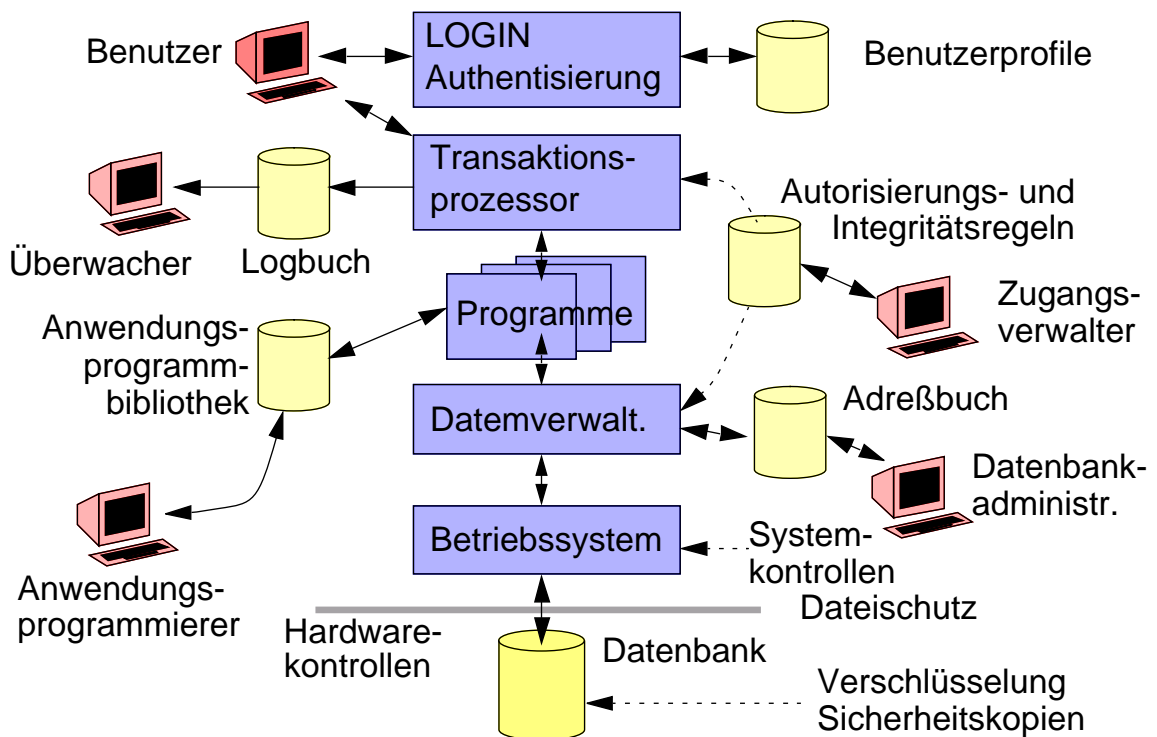 Benutzer
LOGIN
Authentisierung
Benutzerprofile
Transaktions-
prozessor
Autorisierungs- und
Integritätsregeln
Überwacher
Logbuch
Zugangs-
verwalter
Programme
Anwendungs-
programm-
bibliothek
Adreßbuch
Datemverwalt.
Datenbank-
administr.
Betriebssystem
System-
kontrollen
Dateischutz
Anwendungs-
programmierer
Hardware-
kontrollen
Datenbank
Verschlüsselung
Sicherheitskopien